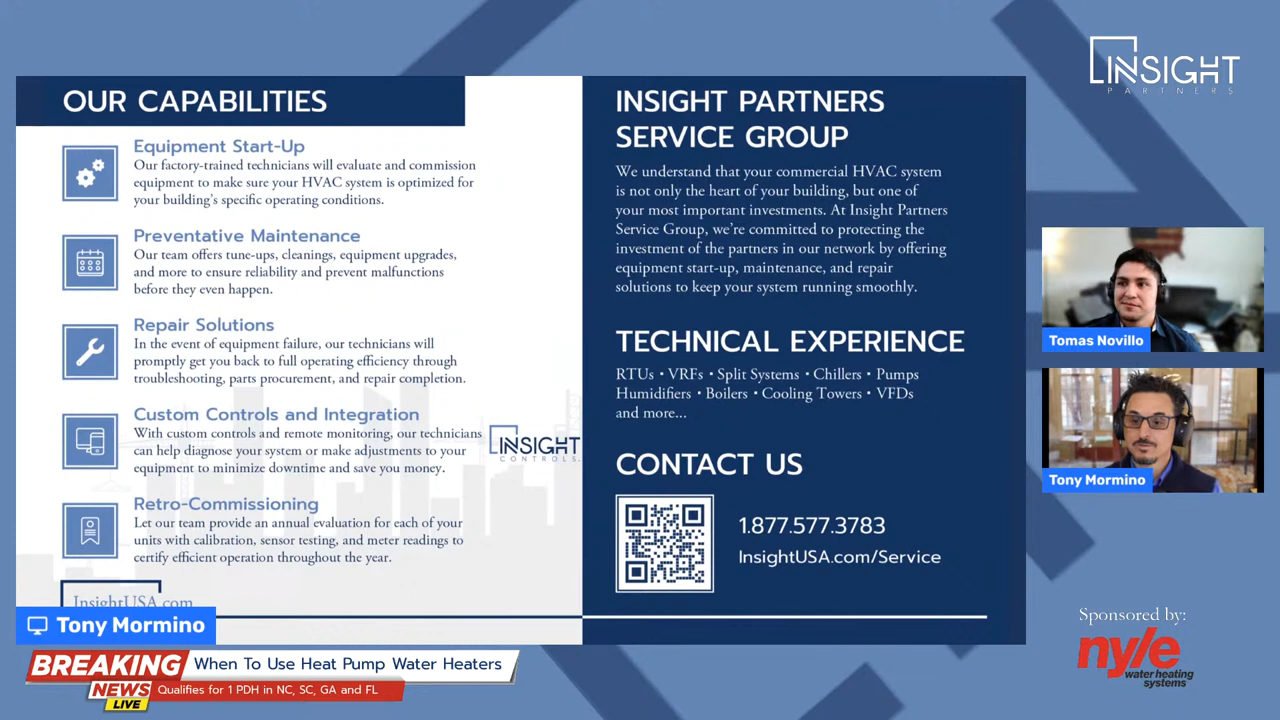 OUR CAPABILITIES
Equipment Start-Up
Our factory-trained technicians will evaluate and commission
equipment to make sure your HVAC system is optimized for
your building's specific operating conditions.
Preventative Maintenance
Our team offers tune-ups, cleanings, equipment upgrades,
and more to ensure reliability and prevent malfunctions
before they even happen.
Repair Solutions
In the event of equipment failure, our technicians will
promptly get you back to full operating efficiency through
troubleshooting, parts procurement, and repair completion.
Custom Controls and Integration
With custom controls and remote monitoring, our technicians
can help diagnose your system or make adjustments to your
equipment to minimize downtime and save you money.
INSIGHT
CONTROLS
Retro-Commissioning
Let our team provide an annual evaluation for each of your
units with calibration, sensor testing, and meter readings to
certify efficient operation throughout the year.
InsightUSA.com
Tony Mormino
INSIGHT PARTNERS
SERVICE GROUP
We understand that your commercial HVAC system
is not only the heart of your building, but one of
your most important investments. At Insight Partners
Service Group, we're committed to protecting the
investment of the partners in our network by offering
equipment start-up, maintenance, and repair
solutions to keep your system running smoothly.
TECHNICAL EXPERIENCE
RTUs • VRFs • Split Systems • Chillers • Pumps
Humidifiers • Boilers • Cooling Towers • VFDs
and more...
CONTACT US
1.877.577.3783
InsightUSA.com/Service
INSIGHT
PARTNERS
Tomas Novillo
Tony Mormino
Sponsored by:
nyle
water heating
systems
BREAKING
NEWS
LIVE
When To Use Heat Pump Water Heaters
Qualifies for 1 PDH in NC, SC, GA and FL